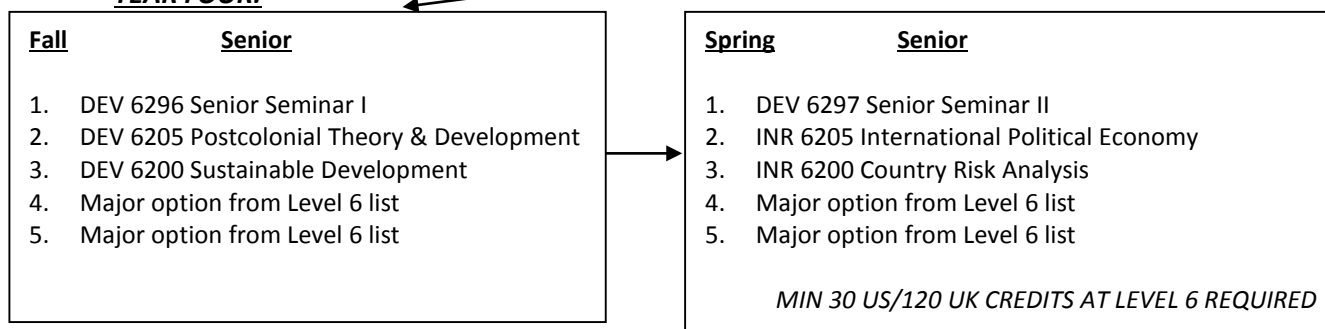 YEAR FOUR:
Fall Senior
1. DEV 6296 Senior Seminar I
2. DEV 6205 Postcolonial Theory & Development
3. DEV 6200 Sustainable Development
4. Major option from Level 6 list
5. Major option from Level 6 list
Spring Senior
1. DEV 6297 Senior Seminar II
2. INR 6205 International Political Economy
3. INR 6200 Country Risk Analysis
4. Major option from Level 6 list
5. Major option from Level 6 list
MIN 30 US/120 UK CREDITS AT LEVEL 6 REQUIRED